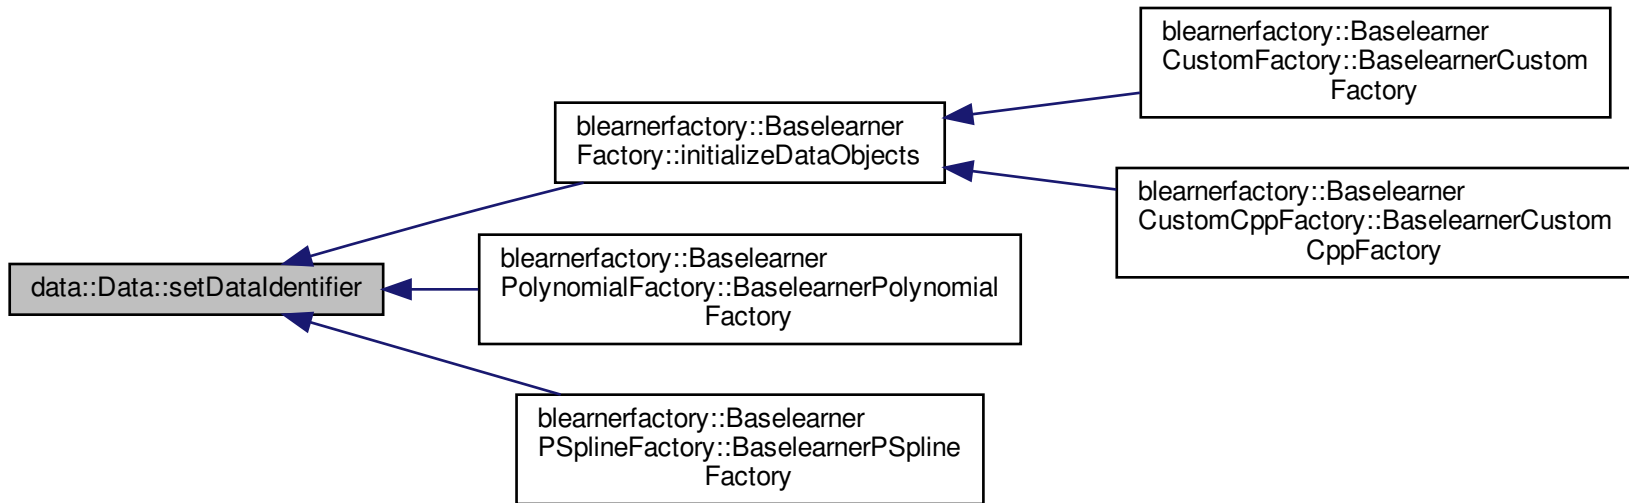 data::Data::setDataIdentifier
blearnerfactory::Baselearner
Factory::initializeDataObjects
blearnerfactory::Baselearner
CustomFactory::BaselearnerCustom
Factory
blearnerfactory::Baselearner
CustomCppFactory::BaselearnerCustom
CppFactory
blearnerfactory::Baselearner
PolynomialFactory::BaselearnerPolynomial
Factory
blearnerfactory::Baselearner
PSplineFactory::BaselearnerPSpline
Factory